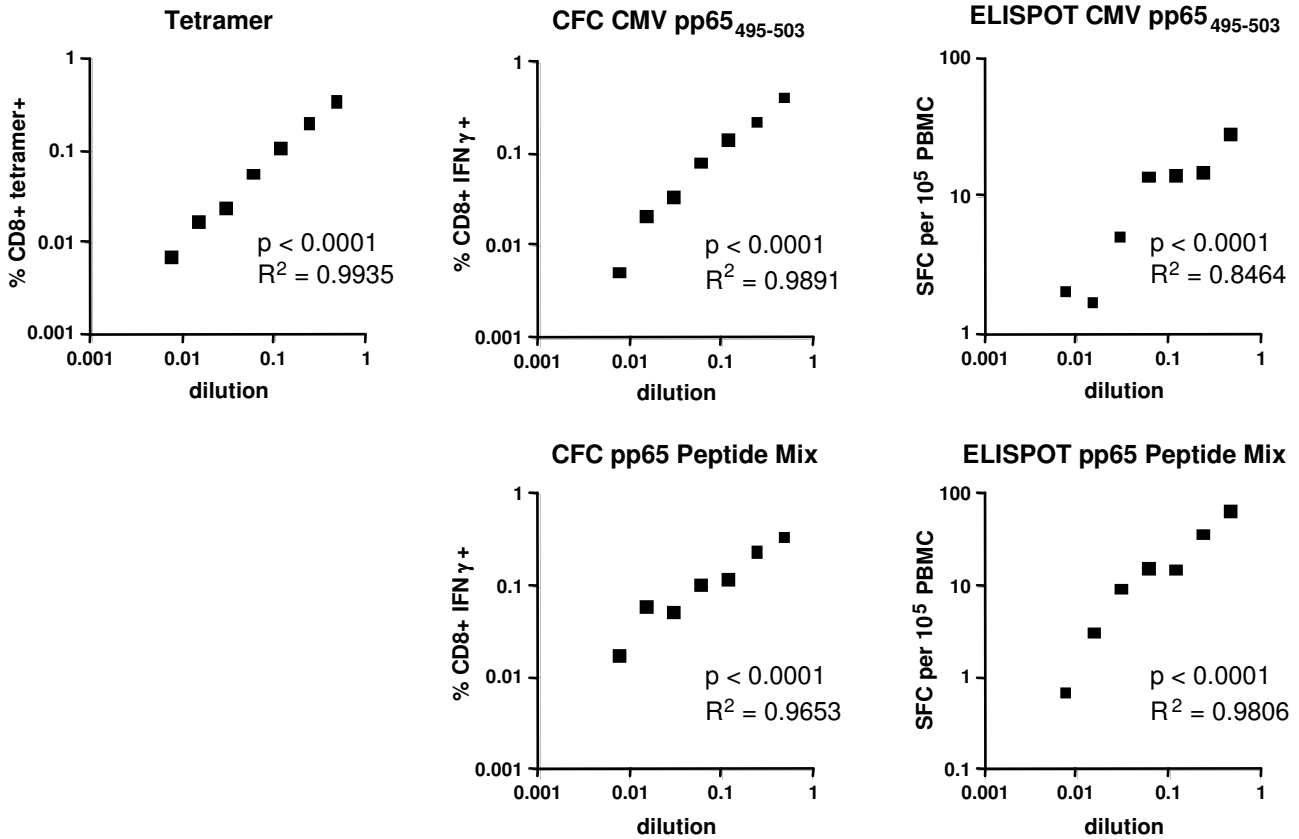 Tetramer
% CD8+ tetramer+
1
0.1
0.01
0.001
p < 0.0001
R² = 0.9935
0.001 0.01 0.1 1
dilution
CFC CMV pp65₄₉₅₋₅₀₃
% CD8+ IFNγ+
1
0.1
0.01
0.001
p < 0.0001
R² = 0.9891
0.001 0.01 0.1 1
dilution
ELISPOT CMV pp65₄₉₅₋₅₀₃
SFC per 10⁵ PBMC
100
10
1
p < 0.0001
R² = 0.8464
0.001 0.01 0.1 1
dilution
CFC pp65 Peptide Mix
% CD8+ IFNγ+
1
0.1
0.01
0.001
p < 0.0001
R² = 0.9653
0.001 0.01 0.1 1
dilution
ELISPOT pp65 Peptide Mix
SFC per 10⁵ PBMC
100
10
1
0.1
p < 0.0001
R² = 0.9806
0.001 0.01 0.1 1
dilution